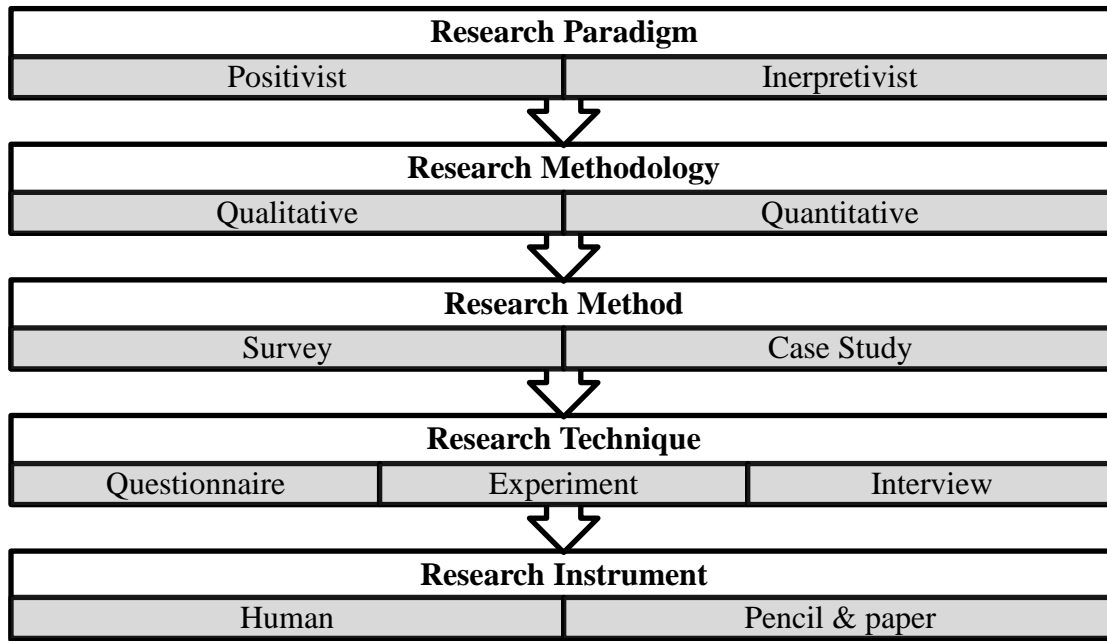 Research Paradigm
Positivist Inerpretivist
Research Methodology
Qualitative Quantitative
Research Method
Survey Case Study
Research Technique
Questionnaire Experiment Interview
Research Instrument
Human Pencil & paper